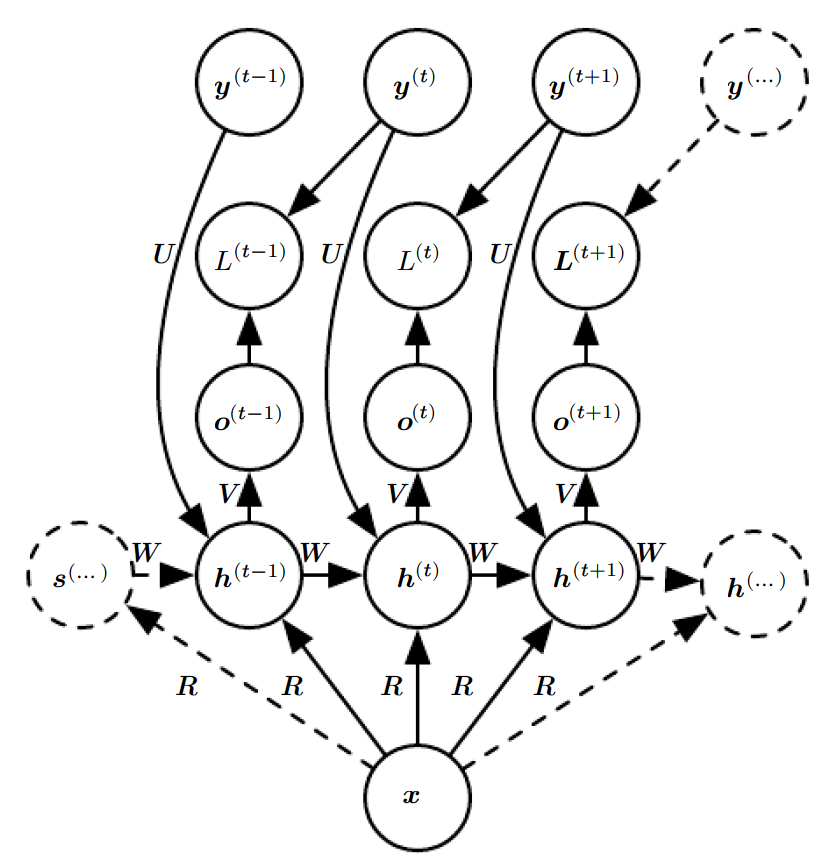 y^(t−1) y^(t) y^(t+1) y^(...)
U L^(t−1) U L^(t) U L^(t+1)
o^(t−1) o^(t) o^(t+1)
V V V
W W W W
s^(...) h^(t−1) h^(t) h^(t+1) h^(...)
R R R R R
x